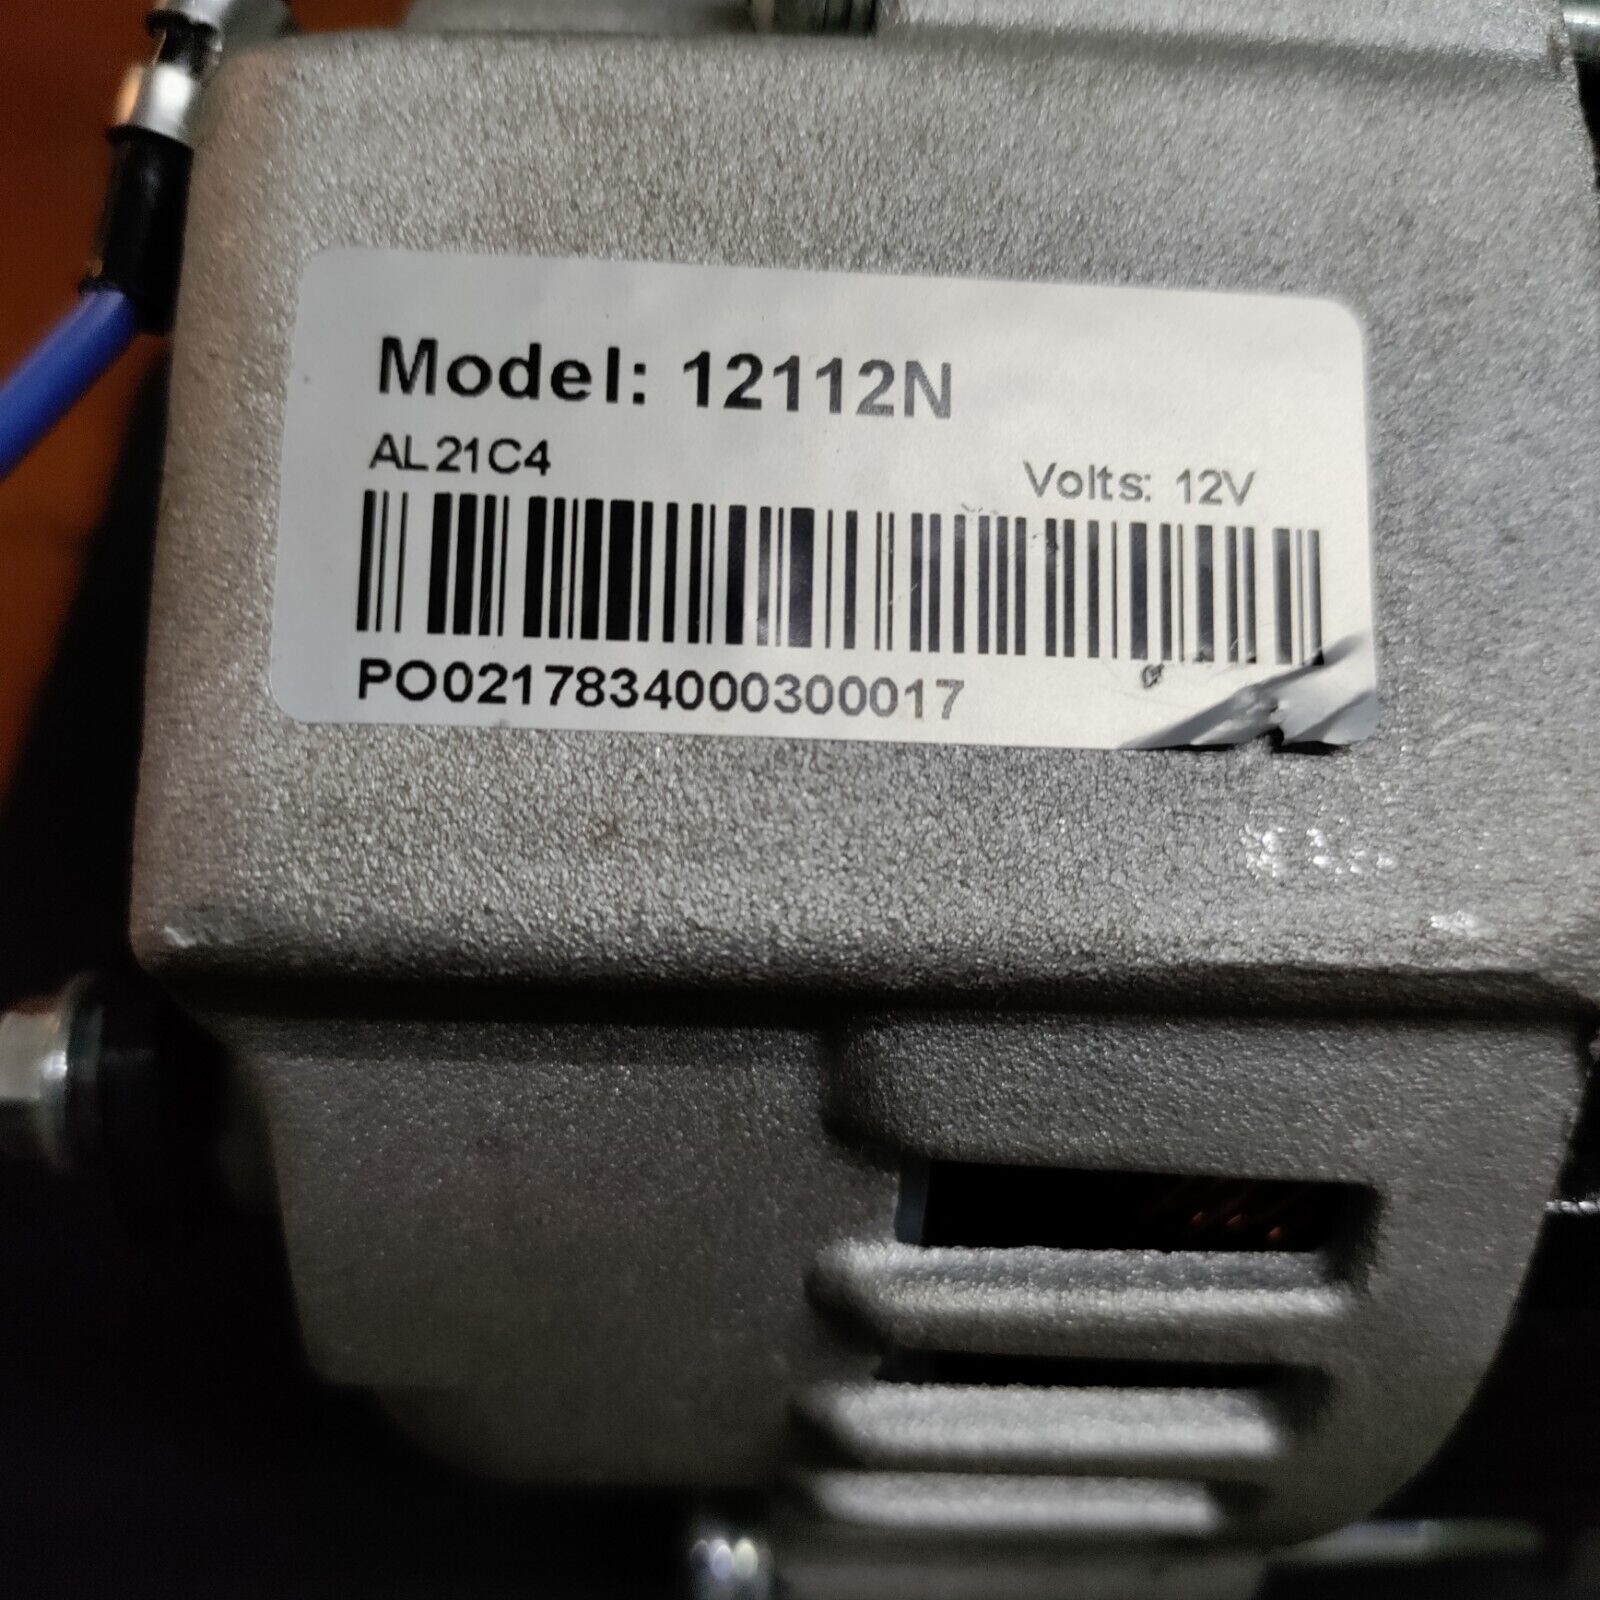 Model: 12112N
AL21C4
Volts: 12V
PO0217834000300017